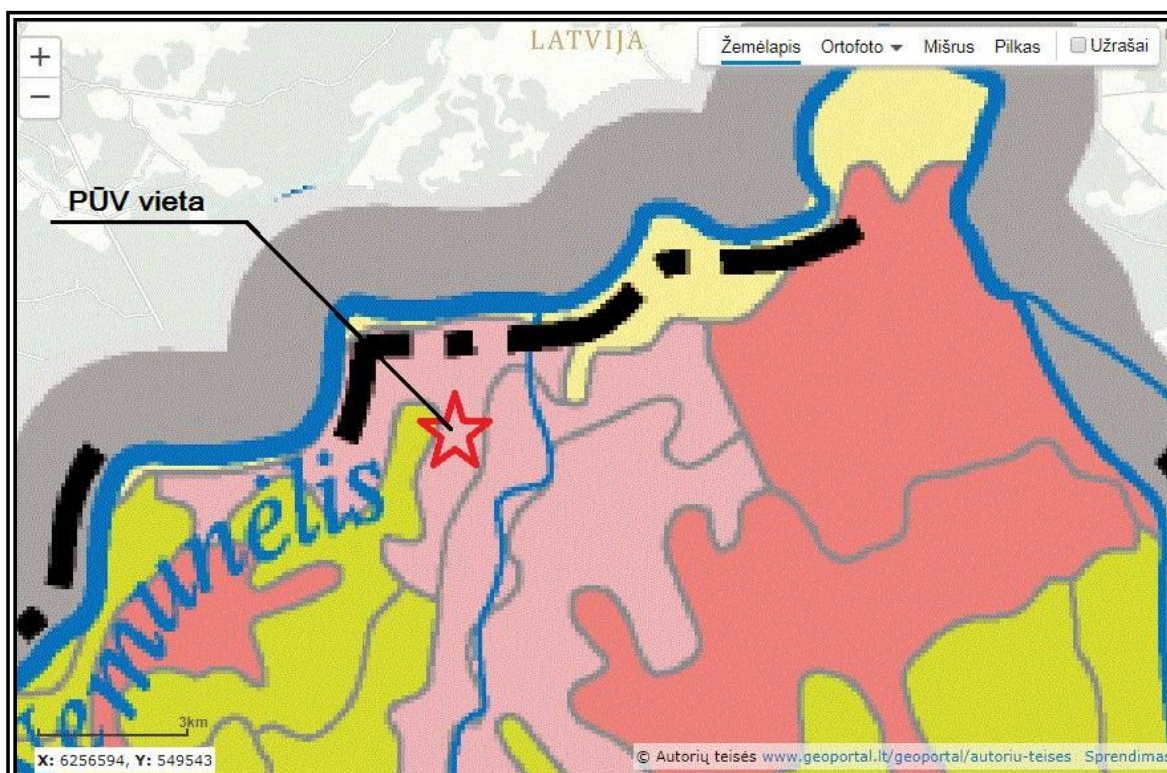 +
−
LATVIJA
Žemėlapis Ortofoto Mišrus Pilkas Užrašai
PŪV vieta
Nemunėlis
3km
X: 6256594, Y: 549543
© Autorių teisės www.geoportal.lt/geoportal/autoriu-teises Sprendimas